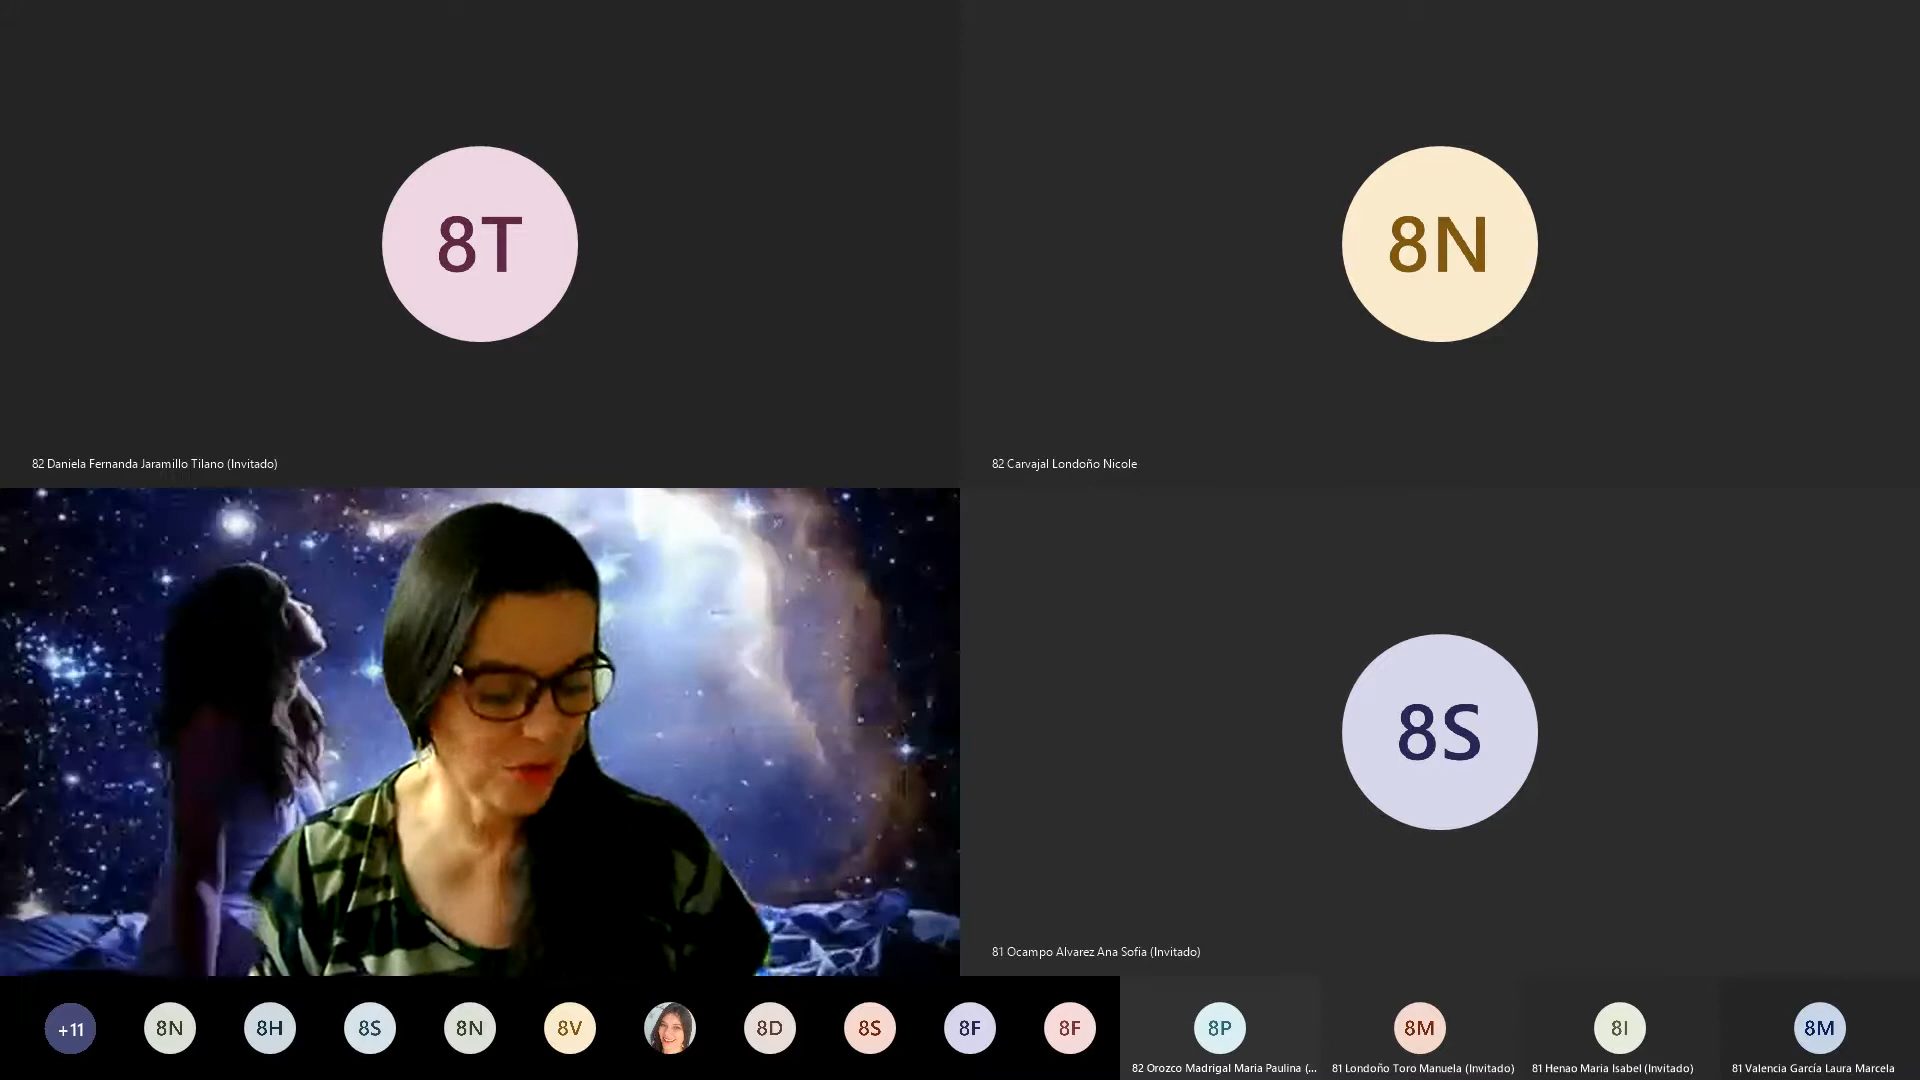 8T
8N
82 Daniela Fernanda Jaramillo Tilano (Invitado)
82 Carvajal Londoño Nicole
8S
81 Ocampo Alvarez Ana Sofia (Invitado)
+11
8N
8H
8S
8N
8V
8D
8S
8F
8F
8P
8M
8I
8M
82 Orozco Madrigal Maria Paulina (...
81 Londoño Toro Manuela (Invitado)
81 Henao Maria Isabel (Invitado)
81 Valencia García Laura Marcela